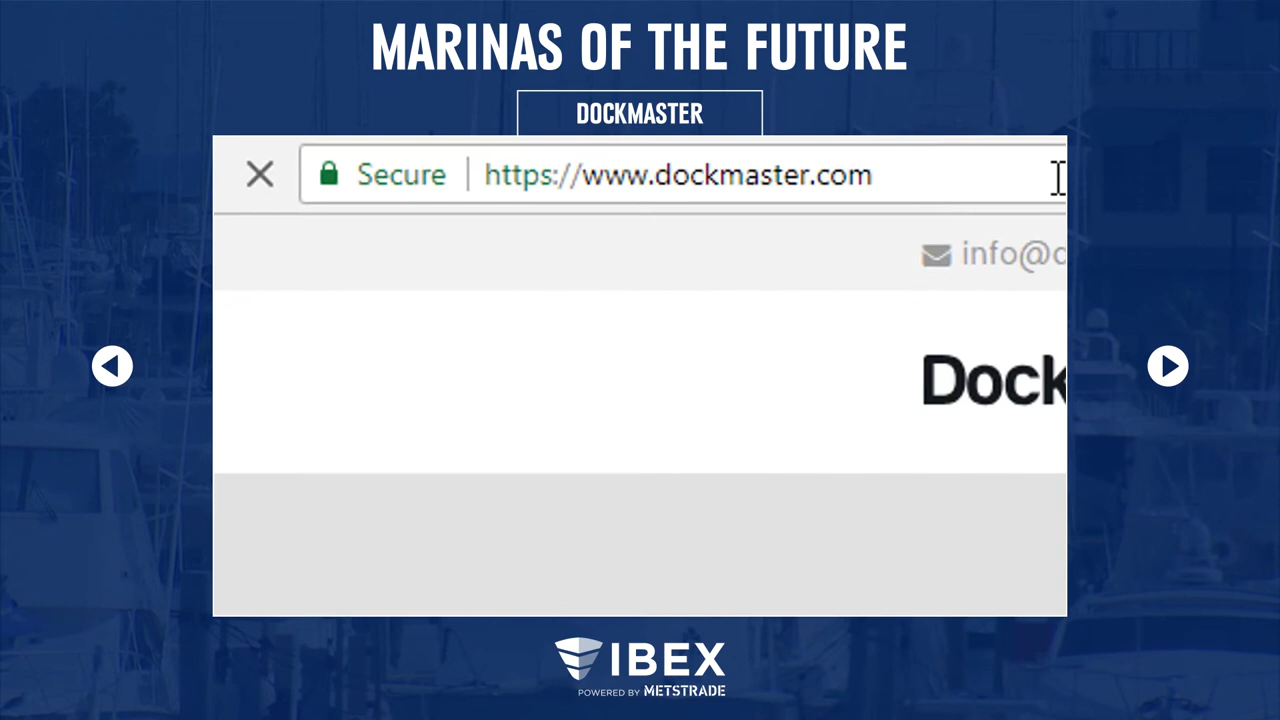 MARINAS OF THE FUTURE
DOCKMASTER
Secure | https://www.dockmaster.com
info@
Dock
IBEX
POWERED BY METSTRADE